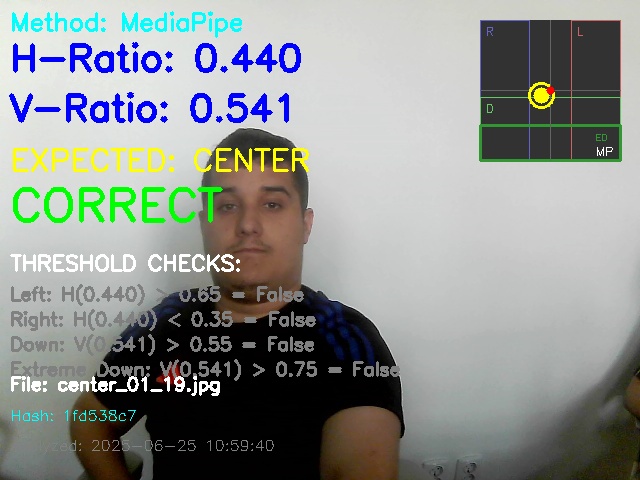 Method: MediaPipe
H-Ratio: 0.440
V-Ratio: 0.541
EXPECTED: CENTER
CORRECT
THRESHOLD CHECKS:
Left: H(0.440) > 0.65 = False
Right: H(0.440) < 0.35 = False
Down: V(0.541) > 0.55 = False
Extreme Down: V(0.541) > 0.75 = False
File: center_01_19.jpg
Hash: 1fd538c7
2025-06-25 10:59:40
R
L
D
ED
MP